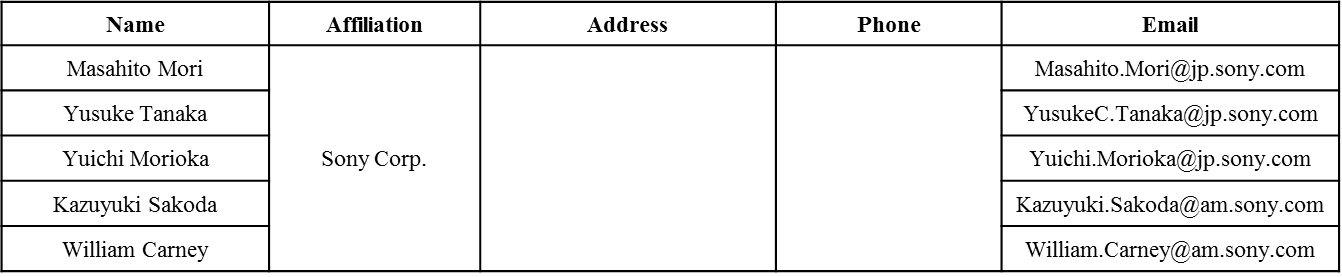 Name Affiliation Address Phone Email
Masahito Mori Masahito.Mori@jp.sony.com
Yusuke Tanaka YusukeC.Tanaka@jp.sony.com
Yuichi Morioka Sony Corp. Yuichi.Morioka@jp.sony.com
Kazuyuki Sakoda Kazuyuki.Sakoda@am.sony.com
William Carney William.Carney@am.sony.com